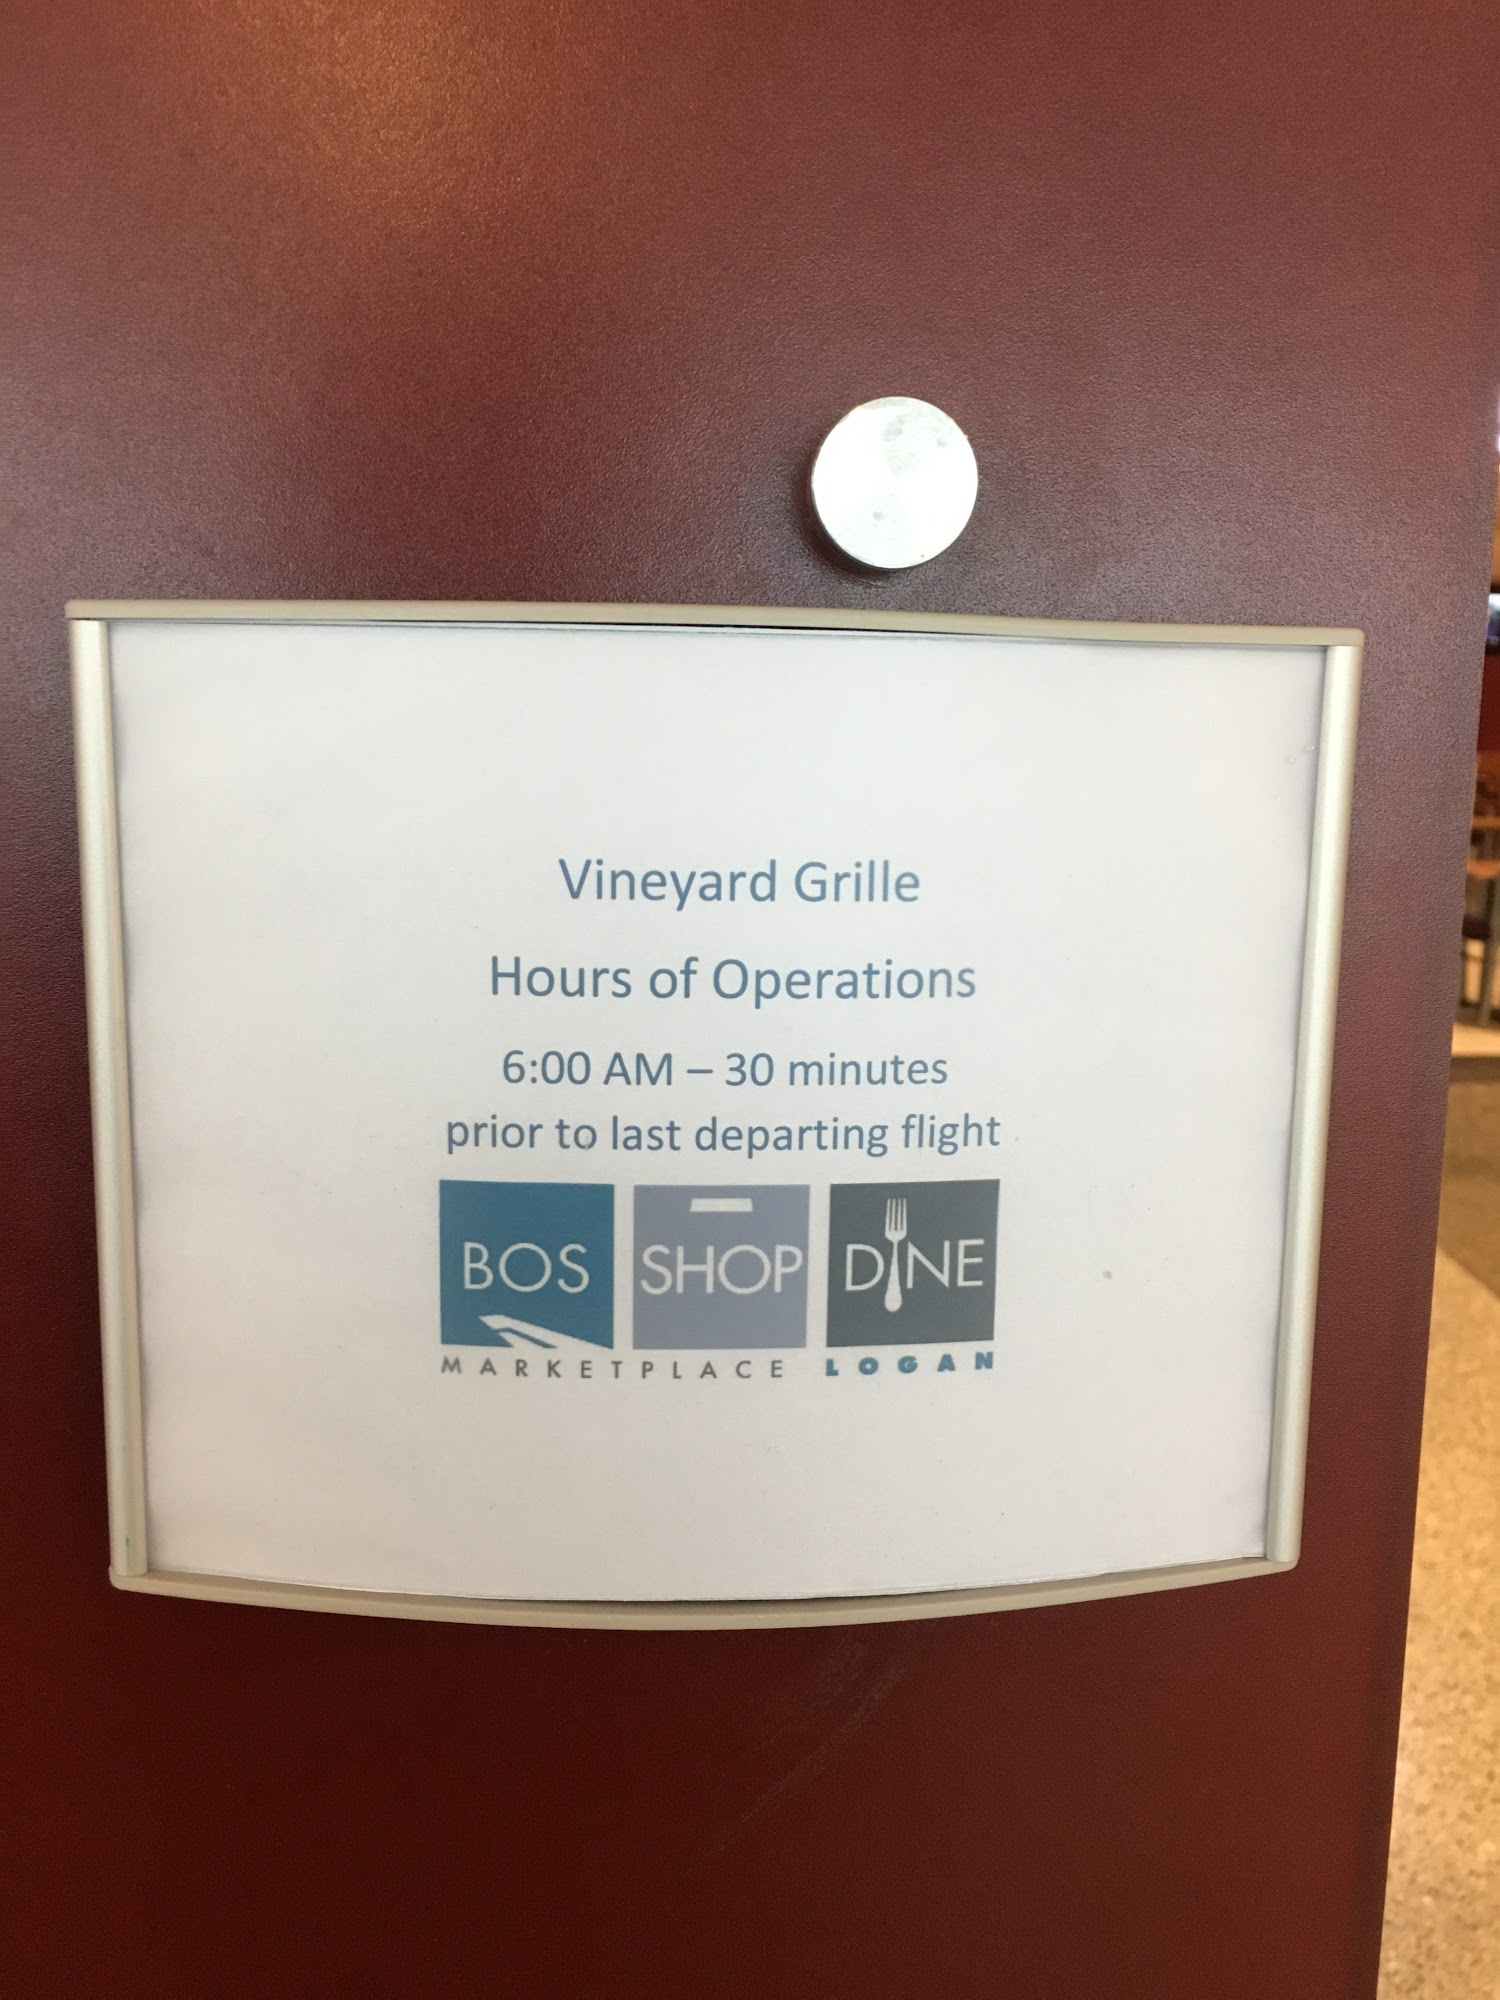 Vineyard Grille
Hours of Operations
6:00 AM – 30 minutes
prior to last departing flight
BOS SHOP DINE
MARKETPLACE LOGAN